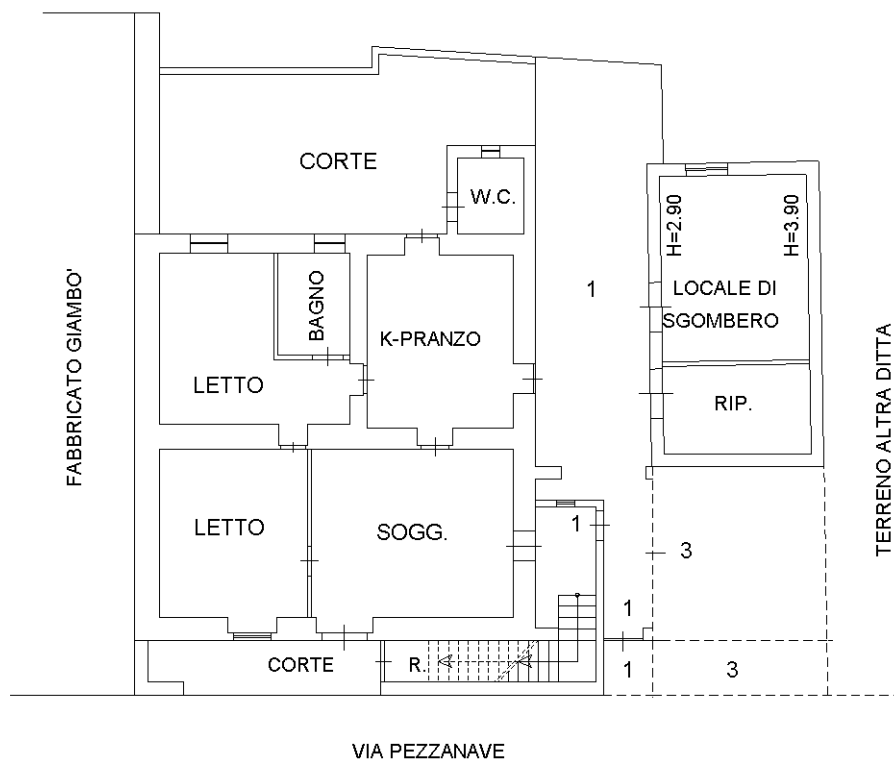 CORTE
W.C.
H=2.90
H=3.90
1
LOCALE DI
SGOMBERO
BAGNO
K-PRANZO
FABBRICATO GIAMBO'
LETTO
RIP.
TERRENO ALTRA DITTA
LETTO
SOGG.
1
3
1
CORTE
R.
1
3
VIA PEZZANAVE